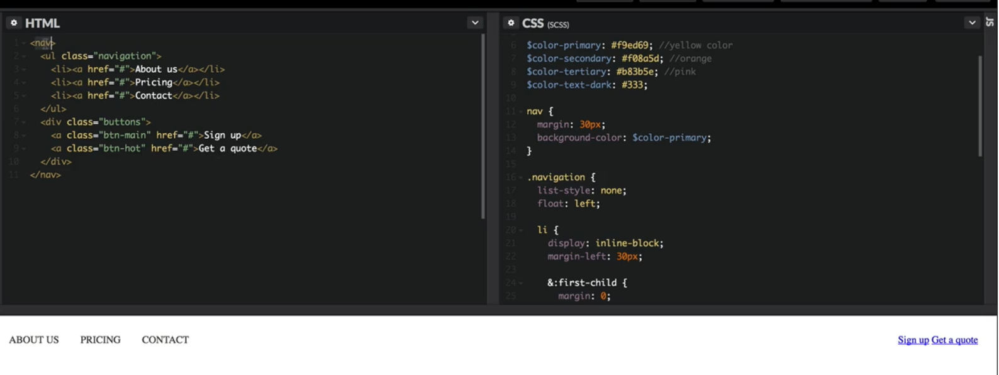 HTML
1 <nav>
2 <ul class="navigation">
3 <li><a href="#">About us</a></li>
4 <li><a href="#">Pricing</a></li>
5 <li><a href="#">Contact</a></li>
6 </ul>
7 <div class="buttons">
8 <a class="btn-main" href="#">Sign up</a>
9 <a class="btn-hot" href="#">Get a quote</a>
10 </div>
11 </nav>
CSS (SCSS)
6 $color-primary: #f9ed69; //yellow color
7 $color-secondary: #f08a5d; //orange
8 $color-tertiary: #b83b5e; //pink
9 $color-text-dark: #333;
10
11 nav {
12 margin: 30px;
13 background-color: $color-primary;
14 }
15
16 .navigation {
17 list-style: none;
18 float: left;
19
20 li {
21 display: inline-block;
22 margin-left: 30px;
23
24 &:first-child {
25 margin: 0;
JS
ABOUT US PRICING CONTACT Sign up Get a quote